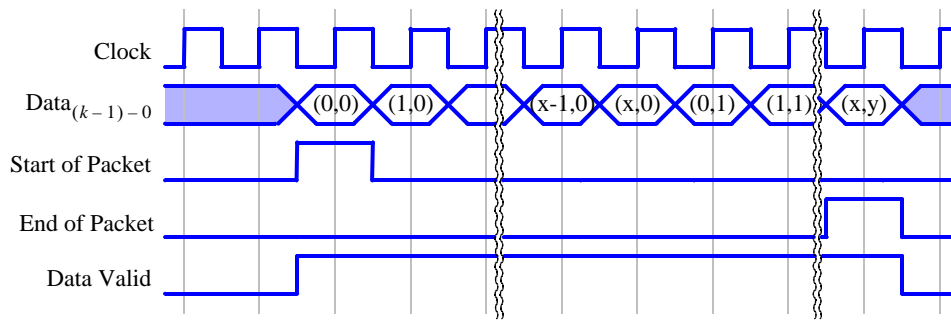 Clock
Data(k – 1) – 0
(0,0) (1,0) (x-1,0) (x,0) (0,1) (1,1) (x,y)
Start of Packet
End of Packet
Data Valid